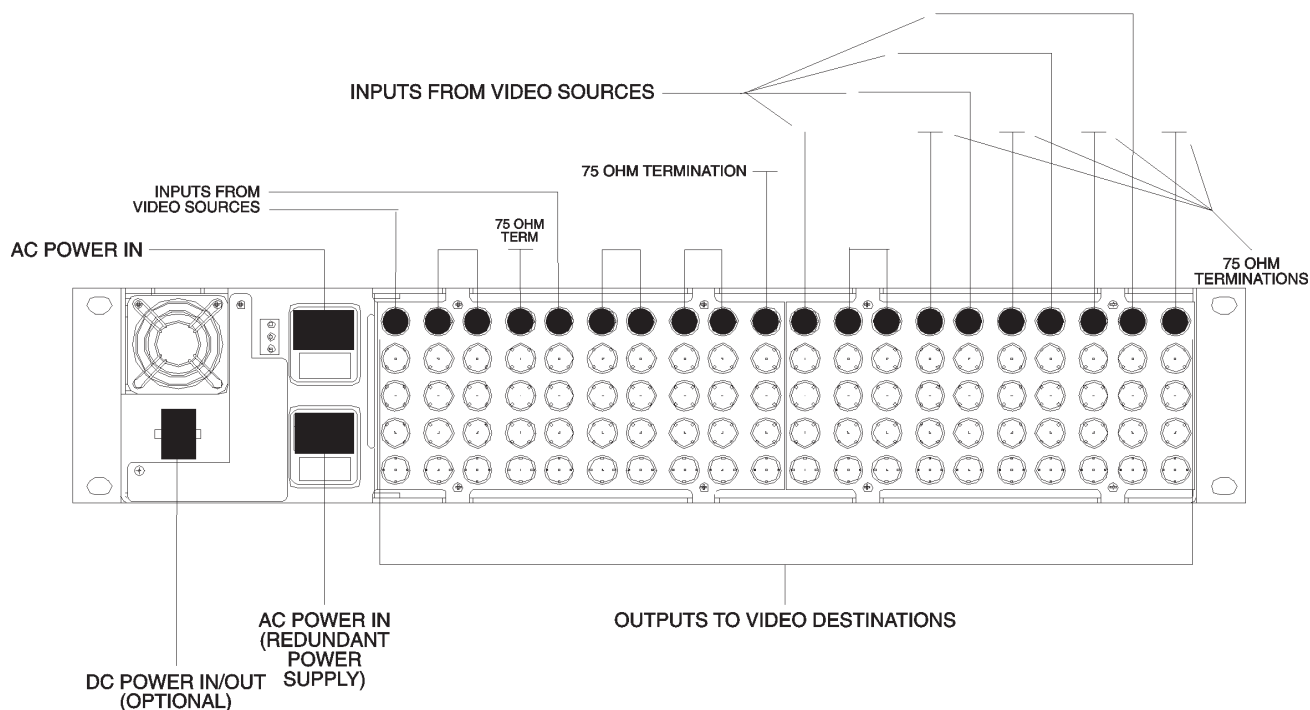 INPUTS FROM VIDEO SOURCES
75 OHM TERMINATION
INPUTS FROM
VIDEO SOURCES
75 OHM
TERM
AC POWER IN
75 OHM
TERMINATIONS
AC POWER IN
(REDUNDANT
POWER
SUPPLY)
OUTPUTS TO VIDEO DESTINATIONS
DC POWER IN/OUT
(OPTIONAL)